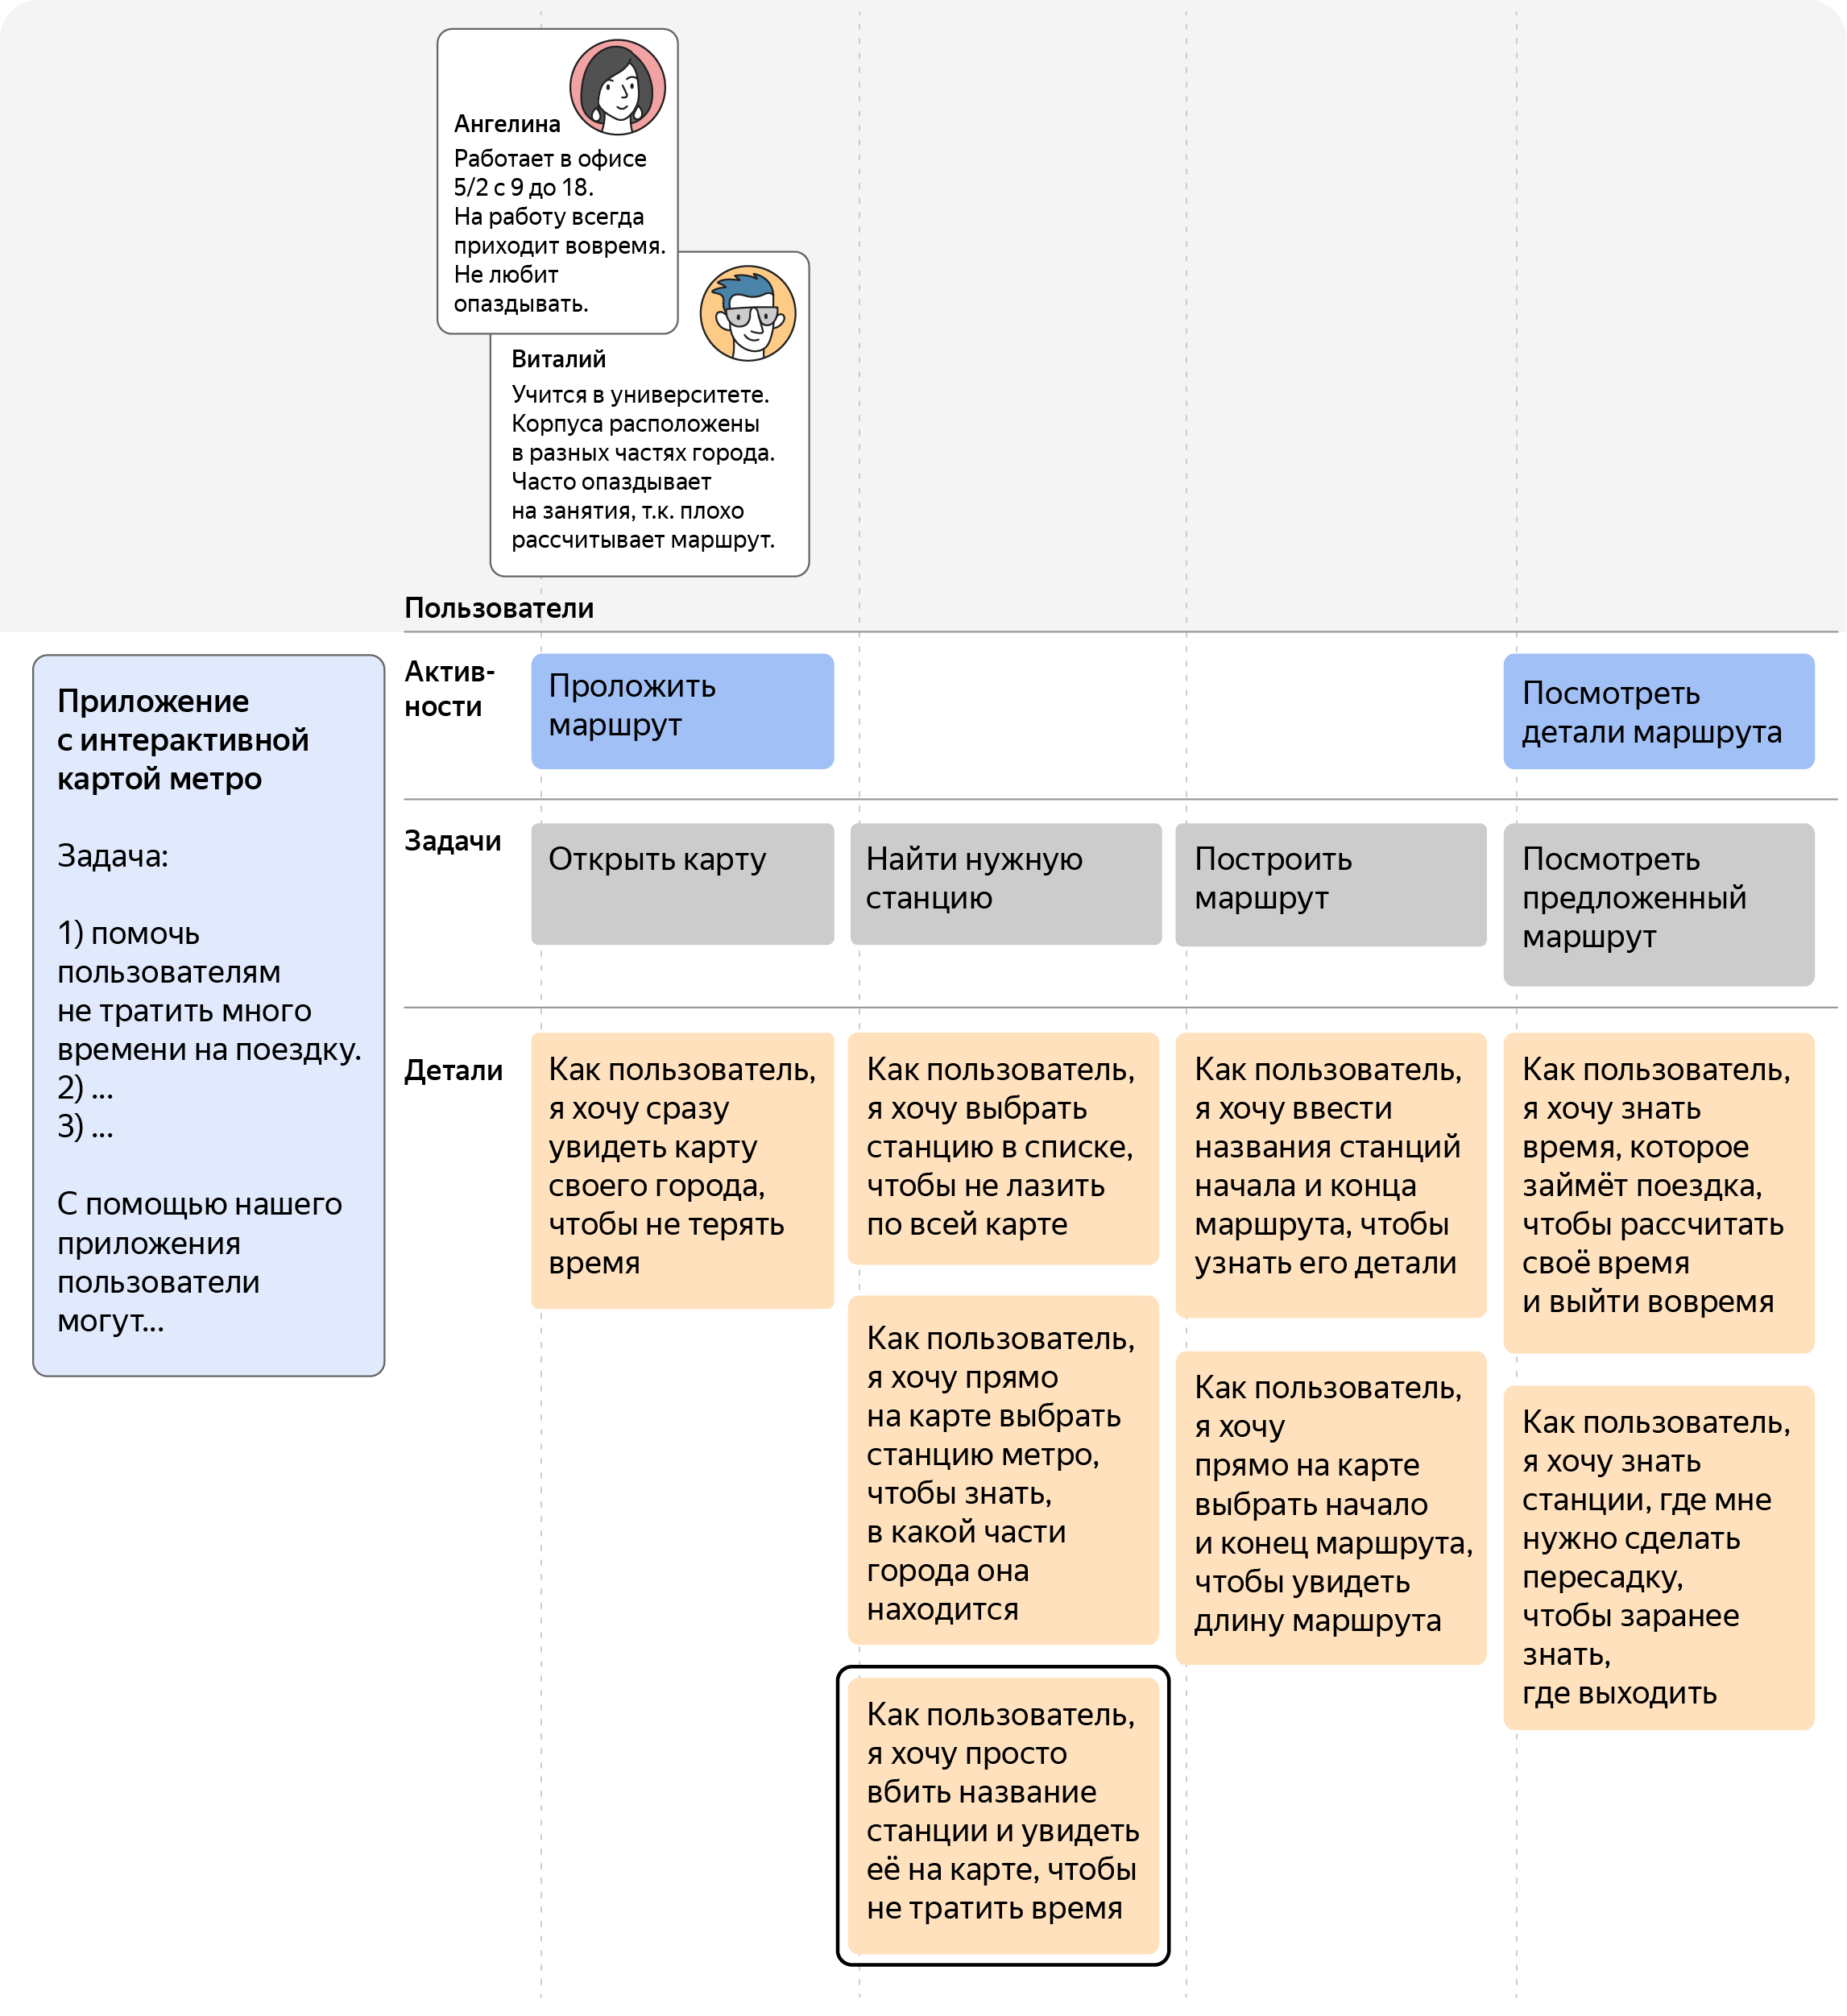 Ангелина
Работает в офисе
5/2 с 9 до 18.
На работу всегда
приходит вовремя.
Не любит
опаздывать.
Виталий
Учится в университете.
Корпуса расположены
в разных частях города.
Часто опаздывает
на занятия, т.к. плохо
рассчитывает маршрут.
Пользователи
Приложение
с интерактивной
картой метро
Задача:
1) помочь
пользователям
не тратить много
времени на поездку.
2) ...
3) ...
С помощью нашего
приложения
пользователи
могут...
Актив-
ности
Проложить
маршрут
Посмотреть
детали маршрута
Задачи
Открыть карту
Найти нужную
станцию
Построить
маршрут
Посмотреть
предложенный
маршрут
Детали
Как пользователь,
я хочу сразу
увидеть карту
своего города,
чтобы не терять
время
Как пользователь,
я хочу выбрать
станцию в списке,
чтобы не лазить
по всей карте
Как пользователь,
я хочу прямо
на карте выбрать
станцию метро,
чтобы знать,
в какой части
города она
находится
Как пользователь,
я хочу просто
вбить название
станции и увидеть
её на карте, чтобы
не тратить время
Как пользователь,
я хочу ввести
названия станций
начала и конца
маршрута, чтобы
узнать его детали
Как пользователь,
я хочу
прямо на карте
выбрать начало
и конец маршрута,
чтобы увидеть
длину маршрута
Как пользователь,
я хочу знать
время, которое
займёт поездка,
чтобы рассчитать
своё время
и выйти вовремя
Как пользователь,
я хочу знать
станции, где мне
нужно сделать
пересадку,
чтобы заранее
знать,
где выходить